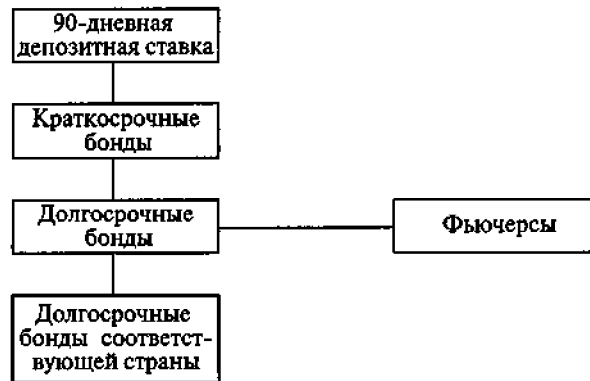 90-дневная
депозитная ставка
Краткосрочные
бонды
Долгосрочные
бонды
Фьючерсы
Долгосрочные
бонды соответст-
вующей страны